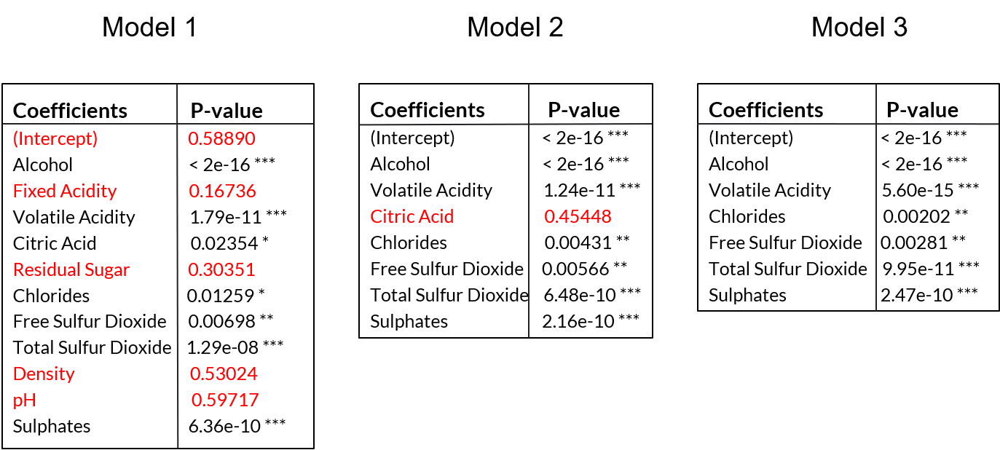 Model 1
Coefficients P-value
(Intercept) 0.58890
Alcohol < 2e-16 ***
Fixed Acidity 0.16736
Volatile Acidity 1.79e-11 ***
Citric Acid 0.02354 *
Residual Sugar 0.30351
Chlorides 0.01259 *
Free Sulfur Dioxide 0.00698 **
Total Sulfur Dioxide 1.29e-08 ***
Density 0.53024
pH 0.59717
Sulphates 6.36e-10 ***
Model 2
Coefficients P-value
(Intercept) < 2e-16 ***
Alcohol < 2e-16 ***
Volatile Acidity 1.24e-11 ***
Citric Acid 0.45448
Chlorides 0.00431 **
Free Sulfur Dioxide 0.00566 **
Total Sulfur Dioxide 6.48e-10 ***
Sulphates 2.16e-10 ***
Model 3
Coefficients P-value
(Intercept) < 2e-16 ***
Alcohol < 2e-16 ***
Volatile Acidity 5.60e-15 ***
Chlorides 0.00202 **
Free Sulfur Dioxide 0.00281 **
Total Sulfur Dioxide 9.95e-11 ***
Sulphates 2.47e-10 ***